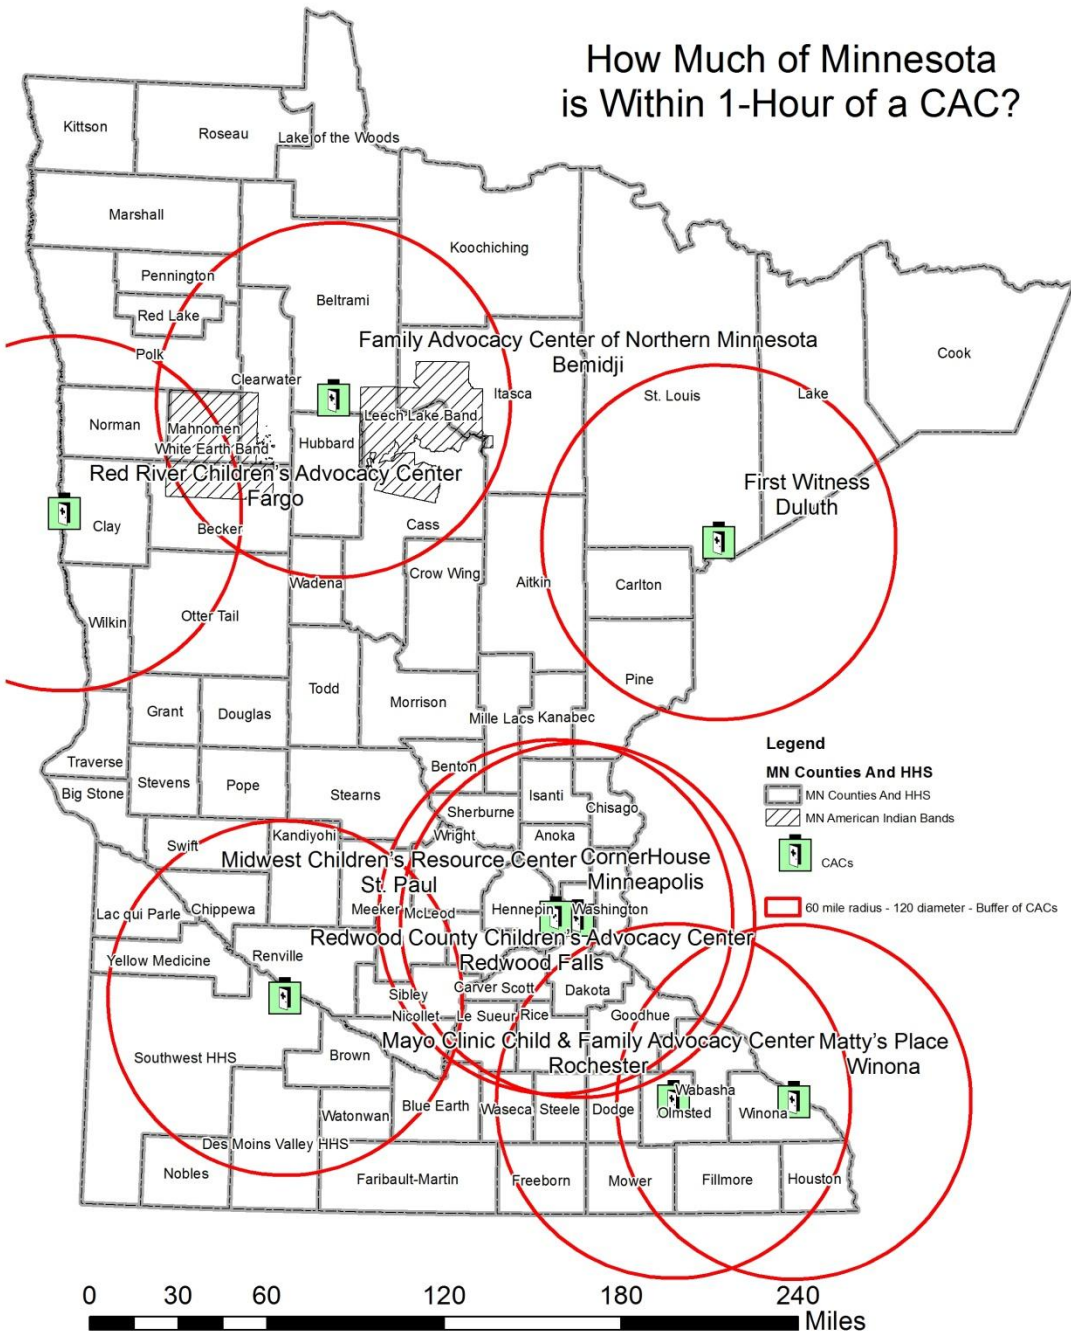 How Much of Minnesota
is Within 1-Hour of a CAC?
Kittson
Roseau
Lake of the Woods
Marshall
Koochiching
Pennington
Beltrami
Red Lake
Family Advocacy Center of Northern Minnesota
Bemidji
Polk
Cook
Clearwater
Itasca
St. Louis
Lake
Norman
Mahnomen
Leech Lake Band
White Earth Band
Hubbard
Red River Children's Advocacy Center
Fargo
First Witness
Duluth
Clay
Becker
Cass
Crow Wing
Wadena
Aitkin
Carlton
Wilkin
Otter Tail
Pine
Todd
Morrison
Grant
Douglas
Mille Lacs
Kanabec
Traverse
Benton
Big Stone
Stevens
Pope
Stearns
Isanti
Chisago
Sherburne
Swift
Kandiyohi
Wright
Anoka
Midwest Children's Resource Center
St. Paul
CornerHouse
Minneapolis
Lac qui Parle
Chippewa
Meeker
McLeod
Hennepin
Washington
Redwood County Children's Advocacy Center
Redwood Falls
Yellow Medicine
Renville
Carver
Scott
Dakota
Sibley
Nicollet
Le Sueur
Rice
Goodhue
Mayo Clinic Child & Family Advocacy Center
Rochester
Matty's Place
Winona
Southwest HHS
Brown
Wabasha
Watonwan
Blue Earth
Waseca
Steele
Dodge
Olmsted
Winona
Des Moins Valley HHS
Nobles
Faribault-Martin
Freeborn
Mower
Fillmore
Houston
Legend
MN Counties And HHS
MN Counties And HHS
MN American Indian Bands
CACs
60 mile radius - 120 diameter - Buffer of CACs
0 30 60 120 180 240
Miles